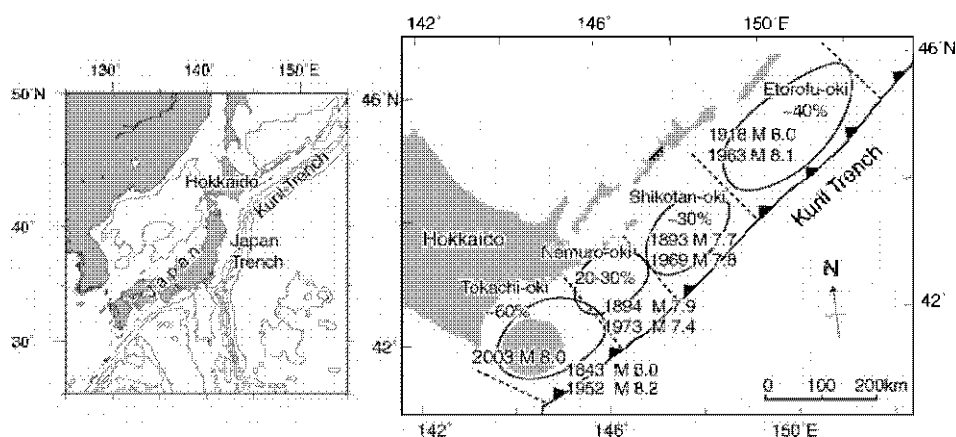 130° 140° 150°E
50°N
40°
30°
Hokkaido
Kuril Trench
Japan
Trench
Japan
142° 146° 150°E 46°N
46°
Etorofu-oki
~40%
1918 M 8.0
1963 M 8.1
Kuril Trench
Shikotan-oki
~30%
1893 M 7.7
1969 M 7.8
Hokkaido
Nemuro-oki
20-30%
N
Tokachi-oki
~60%
1894 M 7.9
1973 M 7.4
42°
42°
2003 M 8.0
1843 M 8.0
1952 M 8.2
0 100 200km
142° 146° 150°E